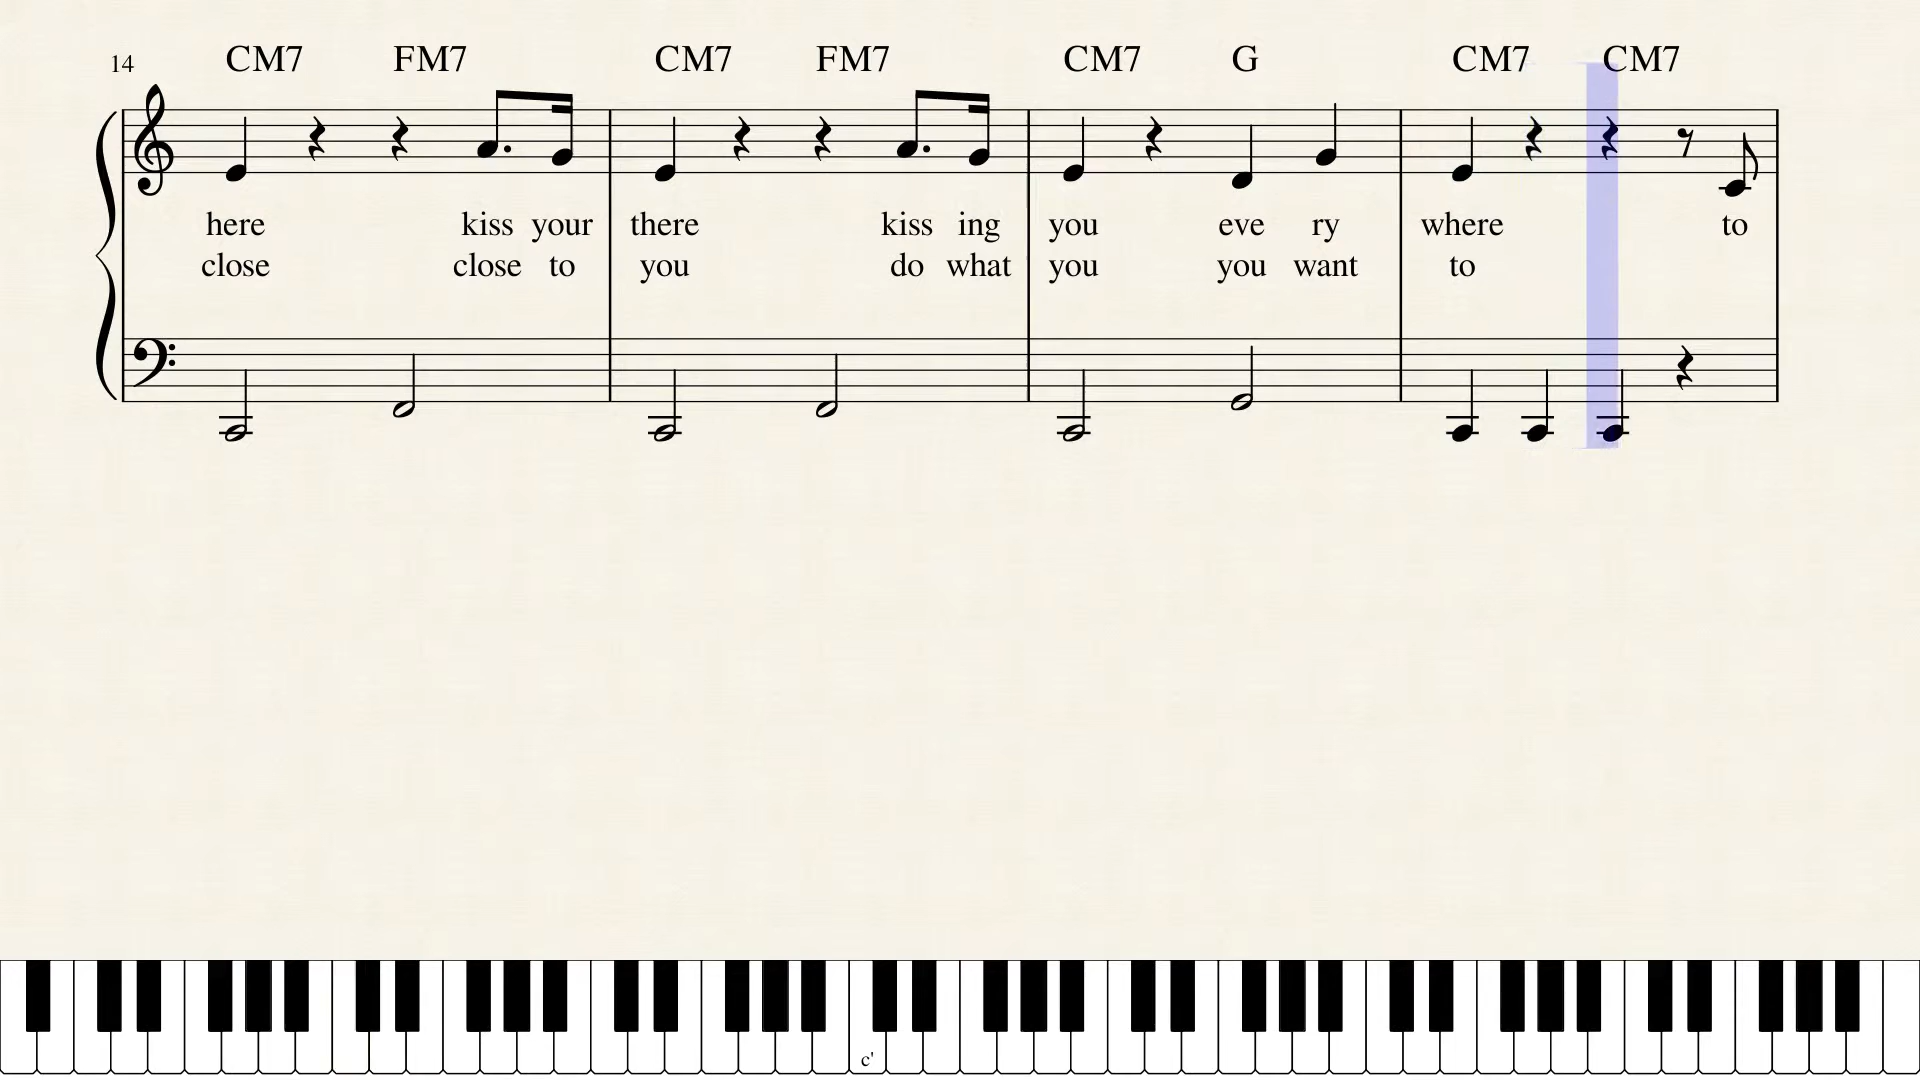 CM7 FM7 CM7 FM7 CM7 G CM7 CM7
14
here kiss your there kiss ing you eve ry where to
close close to you do what you you want to
c'